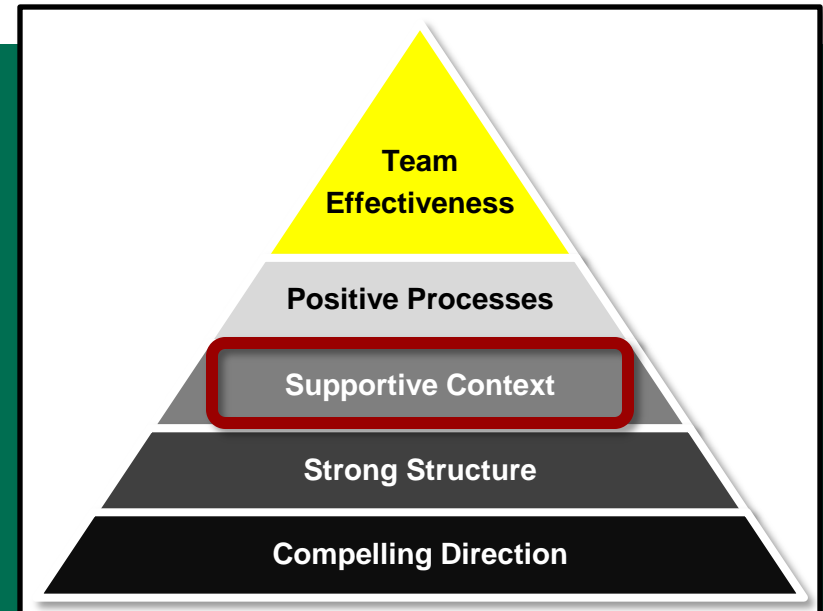 Team
Effectiveness
Positive Processes
Supportive Context
Strong Structure
Compelling Direction